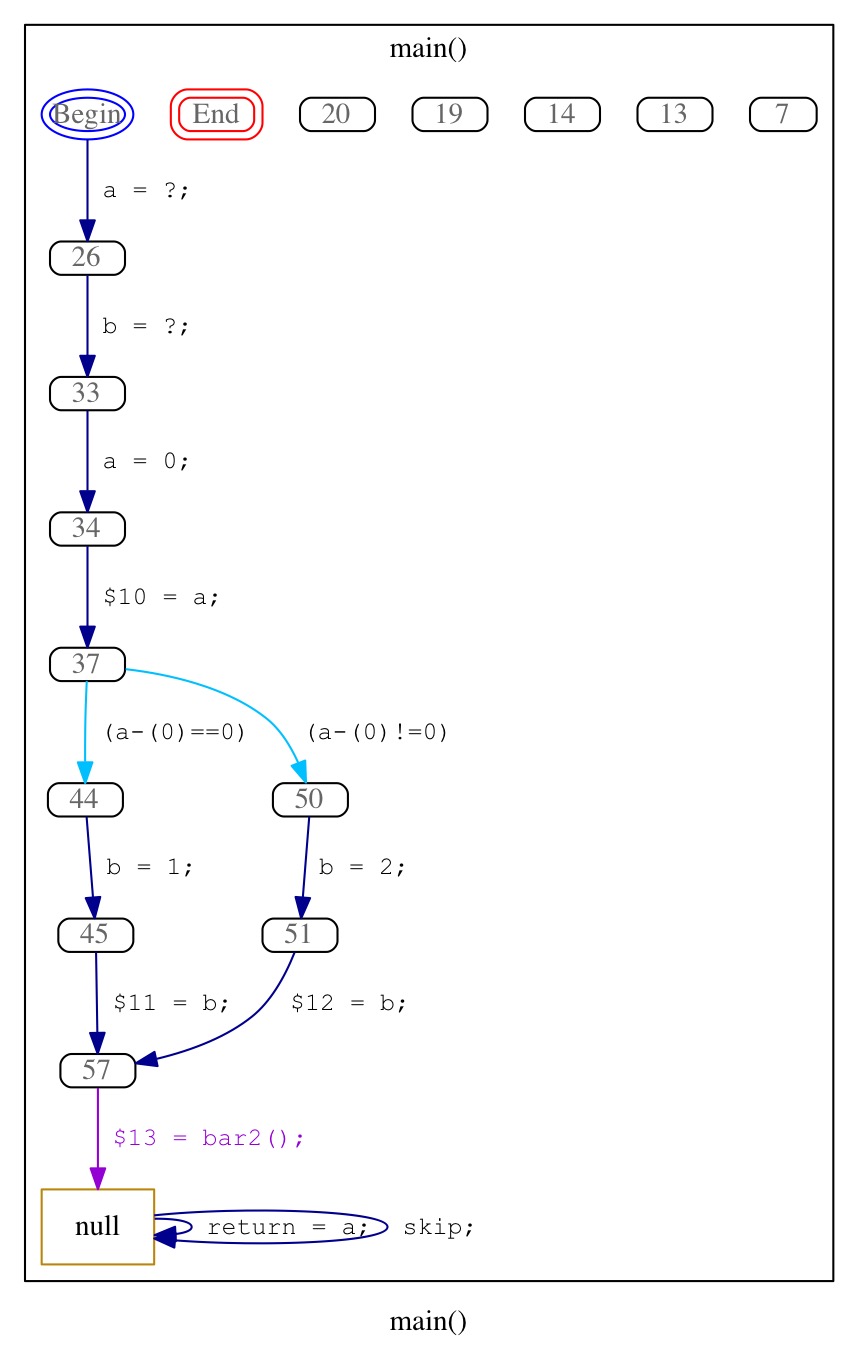 main()
Begin End 20 19 14 13 7
a = ?;
26
b = ?;
33
a = 0;
34
$10 = a;
37
(a-(0)==0) (a-(0)!=0)
44 50
b = 1; b = 2;
45 51
$11 = b; $12 = b;
57
$13 = bar2();
null return = a; skip;
main()